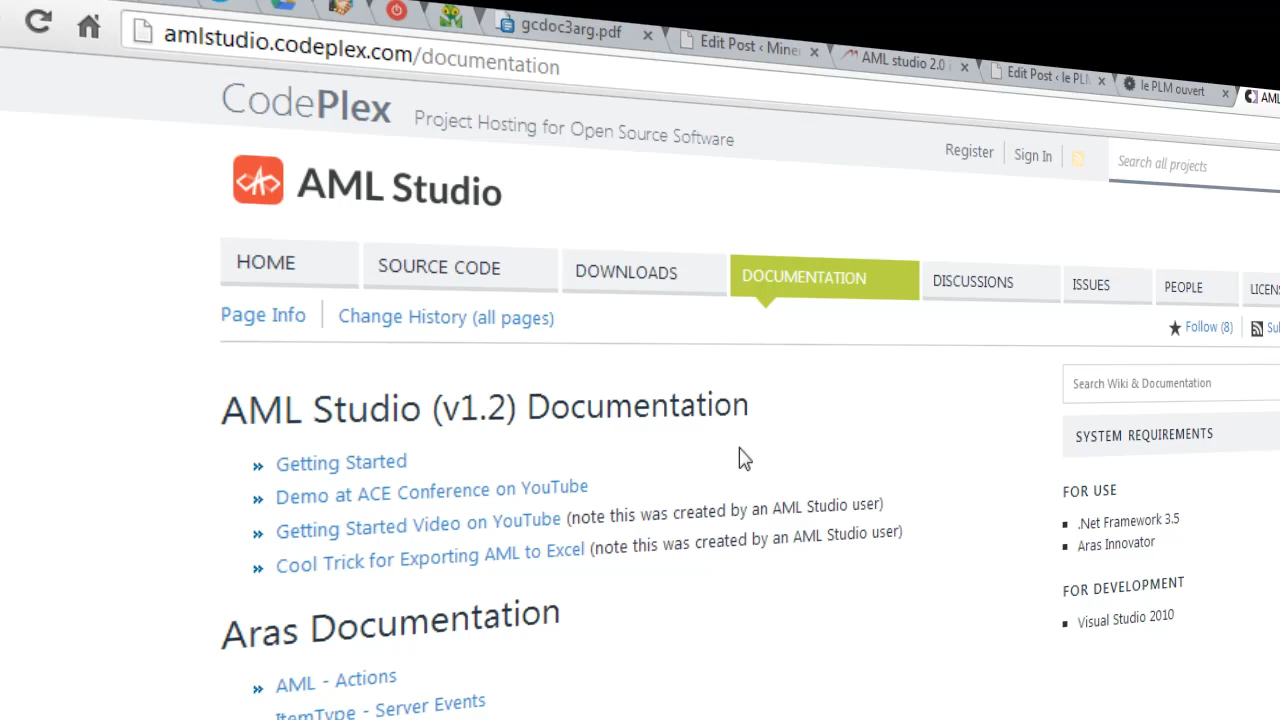 gcdoc3arg.pdf
Edit Post ‹ Mine
AML studio 2.0
Edit Post ‹ le PLM
le PLM ouvert
AML
amlstudio.codeplex.com/documentation
CodePlex
Project Hosting for Open Source Software
Register
Sign In
Search all projects
AML Studio
HOME
SOURCE CODE
DOWNLOADS
DOCUMENTATION
DISCUSSIONS
ISSUES
PEOPLE
LICEN
Page Info
Change History (all pages)
Follow (8)
Su
AML Studio (v1.2) Documentation
Search Wiki & Documentation
SYSTEM REQUIREMENTS
» Getting Started
» Demo at ACE Conference on YouTube
» Getting Started Video on YouTube (note this was created by an AML Studio user)
» Cool Trick for Exporting AML to Excel (note this was created by an AML Studio user)
FOR USE
.Net Framework 3.5
Aras Innovator
FOR DEVELOPMENT
Visual Studio 2010
Aras Documentation
» AML - Actions
» ItemType - Server Events